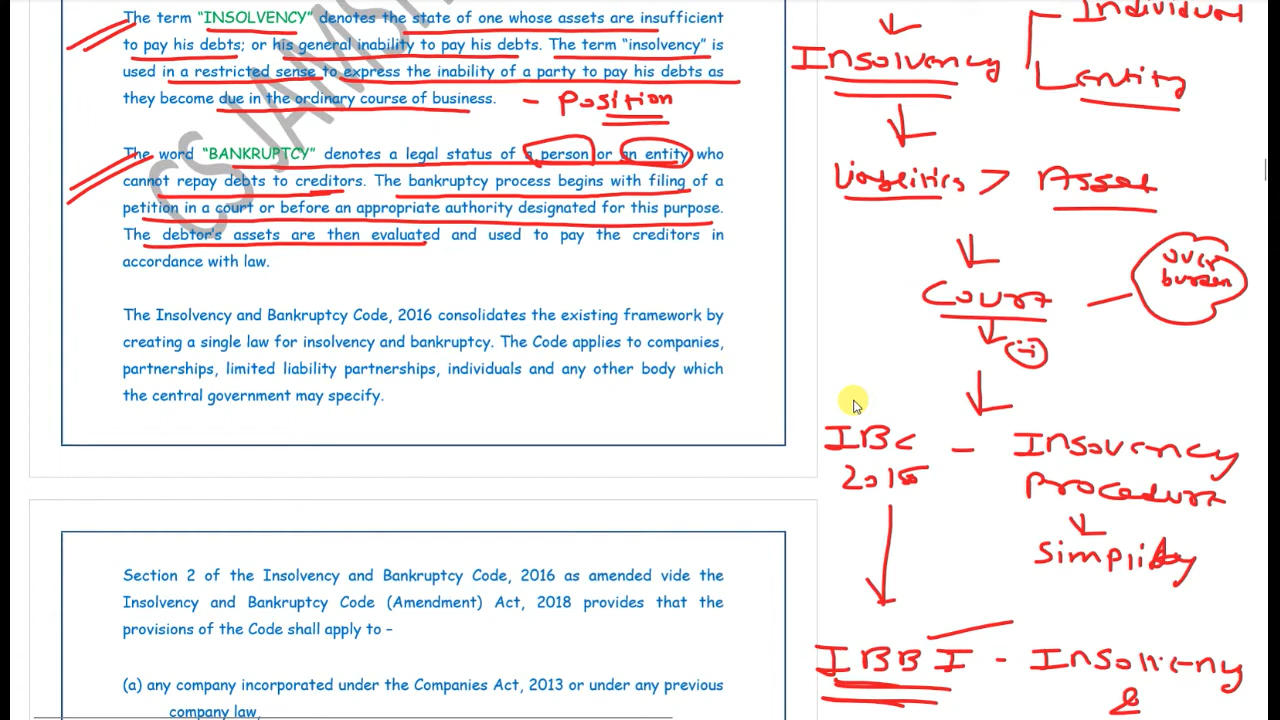 The term “INSOLVENCY” denotes the state of one whose assets are insufficient
to pay his debts; or his general inability to pay his debts. The term “insolvency” is
used in a restricted sense to express the inability of a party to pay his debts as
they become due in the ordinary course of business. - Position
The word “BANKRUPTCY” denotes a legal status of a person or an entity who
cannot repay debts to creditors. The bankruptcy process begins with filing of a
petition in a court or before an appropriate authority designated for this purpose.
The debtor’s assets are then evaluated and used to pay the creditors in
accordance with law.
The Insolvency and Bankruptcy Code, 2016 consolidates the existing framework by
creating a single law for insolvency and bankruptcy. The Code applies to companies,
partnerships, limited liability partnerships, individuals and any other body which
the central government may specify.
Section 2 of the Insolvency and Bankruptcy Code, 2016 as amended vide the
Insolvency and Bankruptcy Code (Amendment) Act, 2018 provides that the
provisions of the Code shall apply to –
(a) any company incorporated under the Companies Act, 2013 or under any previous
company law,
Individual
Insolvency
entity
Liabilities > Asset
Court
over
burden
IBC - Insovency
Procedure
simplify
IBBI -
&